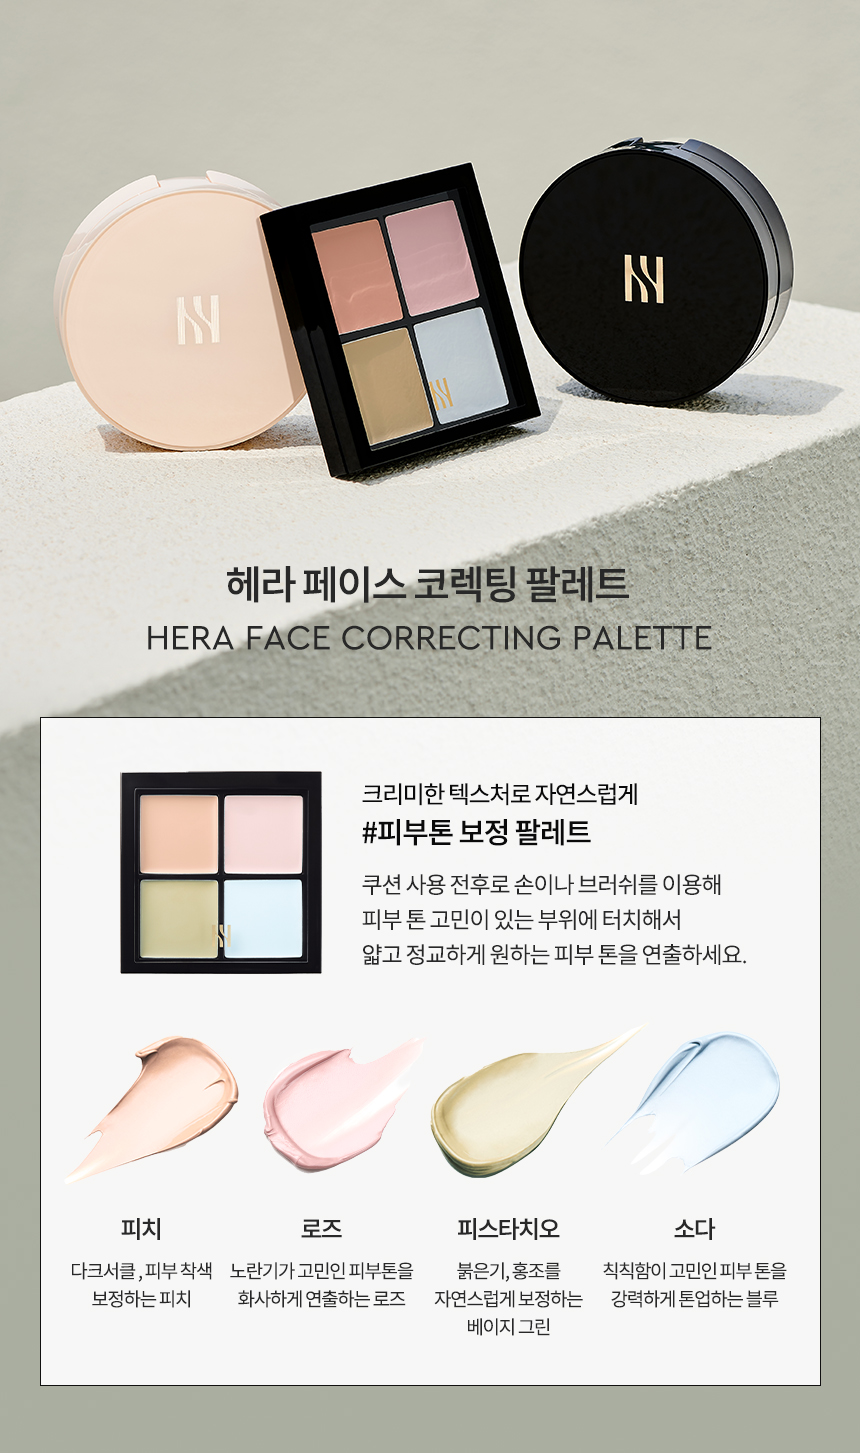 헤라 페이스 코렉팅 팔레트
HERA FACE CORRECTING PALETTE
크리미한 텍스처로 자연스럽게
#피부톤 보정 팔레트
쿠션 사용 전후로 손이나 브러쉬를 이용해
피부 톤 고민이 있는 부위에 터치해서
얇고 정교하게 원하는 피부 톤을 연출하세요.
피치
다크서클 , 피부 착색
보정하는 피치
로즈
노란기가 고민인 피부톤을
화사하게 연출하는 로즈
피스타치오
붉은기, 홍조를
자연스럽게 보정하는
베이지 그린
소다
칙칙함이 고민인 피부 톤을
강력하게 톤업하는 블루